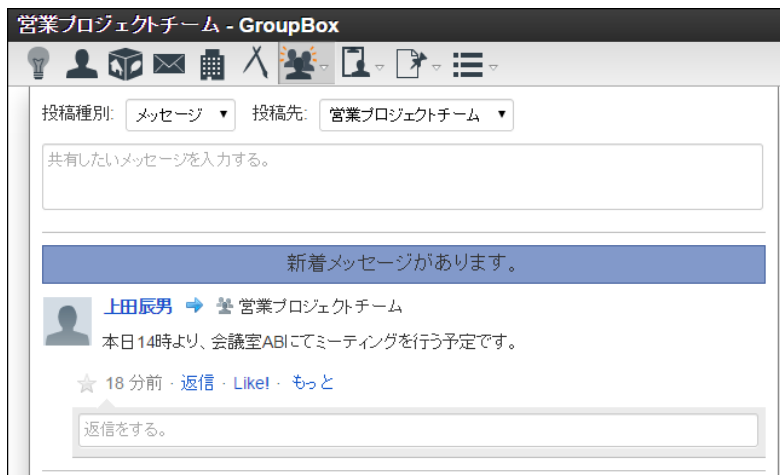 営業プロジェクトチーム - GroupBox
投稿種別: メッセージ 投稿先: 営業プロジェクトチーム
共有したいメッセージを入力する。
新着メッセージがあります。
上田辰男 営業プロジェクトチーム
本日14時より、会議室ABにてミーティングを行う予定です。
18 分前 · 返信 · Like! · もっと
返信をする。